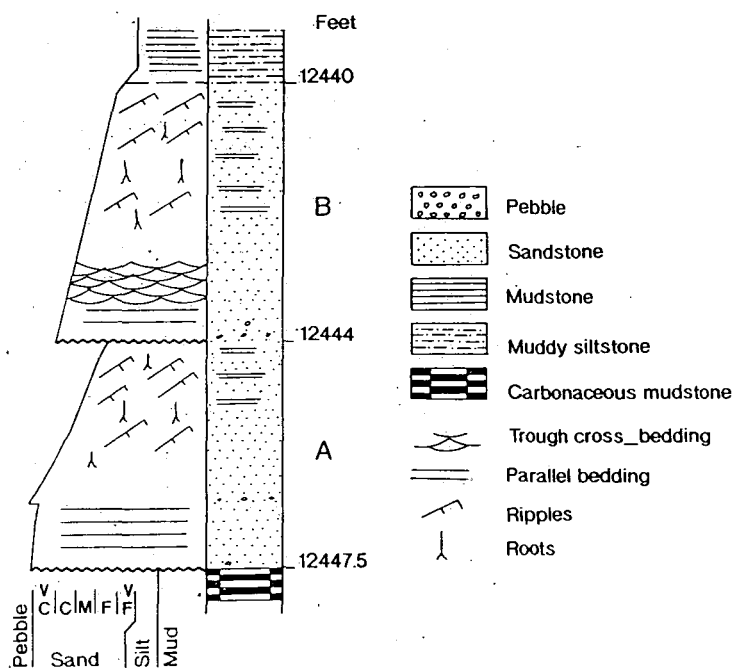 Feet
12440
B
12444
A
12447.5
Pebble
Sandstone
Mudstone
Muddy siltstone
Carbonaceous mudstone
Trough cross_bedding
Parallel bedding
Ripples
Roots
V V
C C M F F
Pebble
Sand
Silt
Mud